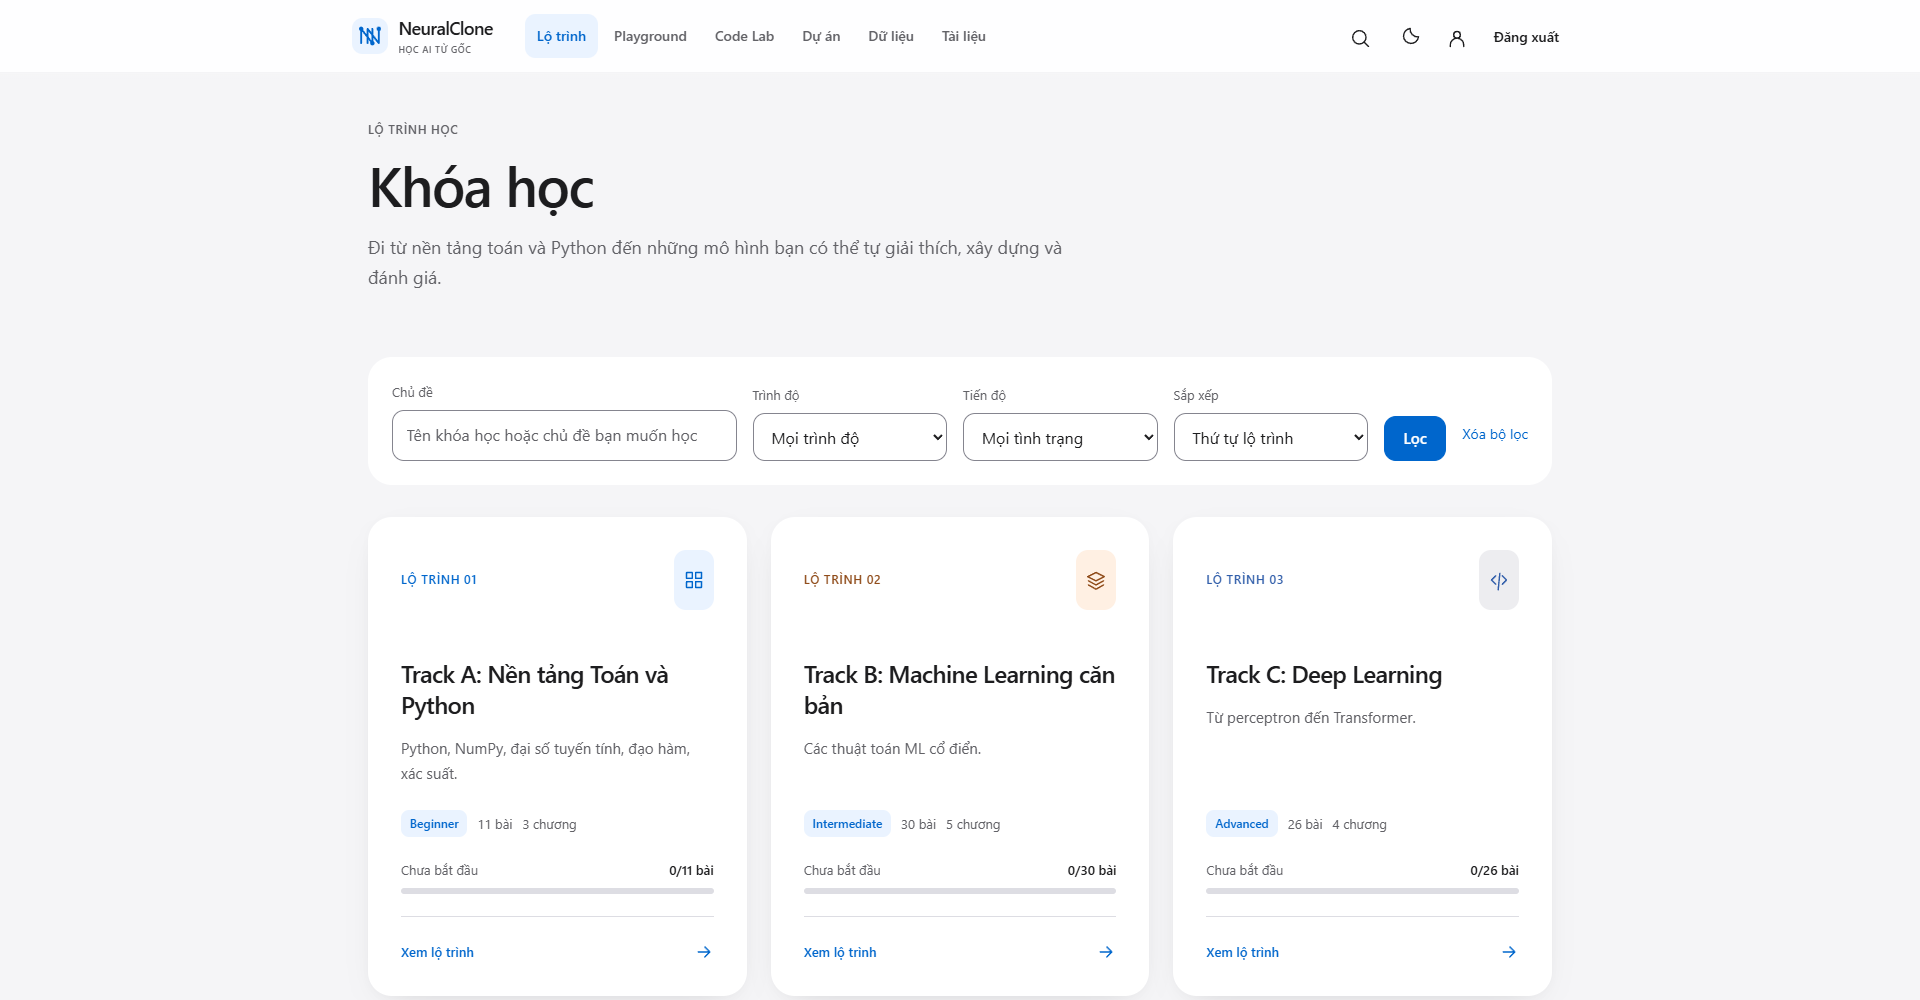 NeuralClone
HỌC AI TỪ GỐC
Lộ trình
Playground
Code Lab
Dự án
Dữ liệu
Tài liệu
Đăng xuất
LỘ TRÌNH HỌC
Khóa học
Đi từ nền tảng toán và Python đến những mô hình bạn có thể tự giải thích, xây dựng và
đánh giá.
Chủ đề
Tên khóa học hoặc chủ đề bạn muốn học
Trình độ
Mọi trình độ
Tiến độ
Mọi tình trạng
Sắp xếp
Thứ tự lộ trình
Lọc
Xóa bộ lọc
LỘ TRÌNH 01
Track A: Nền tảng Toán và
Python
Python, NumPy, đại số tuyến tính, đạo hàm,
xác suất.
Beginner 11 bài 3 chương
Chưa bắt đầu 0/11 bài
Xem lộ trình
LỘ TRÌNH 02
Track B: Machine Learning căn
bản
Các thuật toán ML cổ điển.
Intermediate 30 bài 5 chương
Chưa bắt đầu 0/30 bài
Xem lộ trình
LỘ TRÌNH 03
Track C: Deep Learning
Từ perceptron đến Transformer.
Advanced 26 bài 4 chương
Chưa bắt đầu 0/26 bài
Xem lộ trình